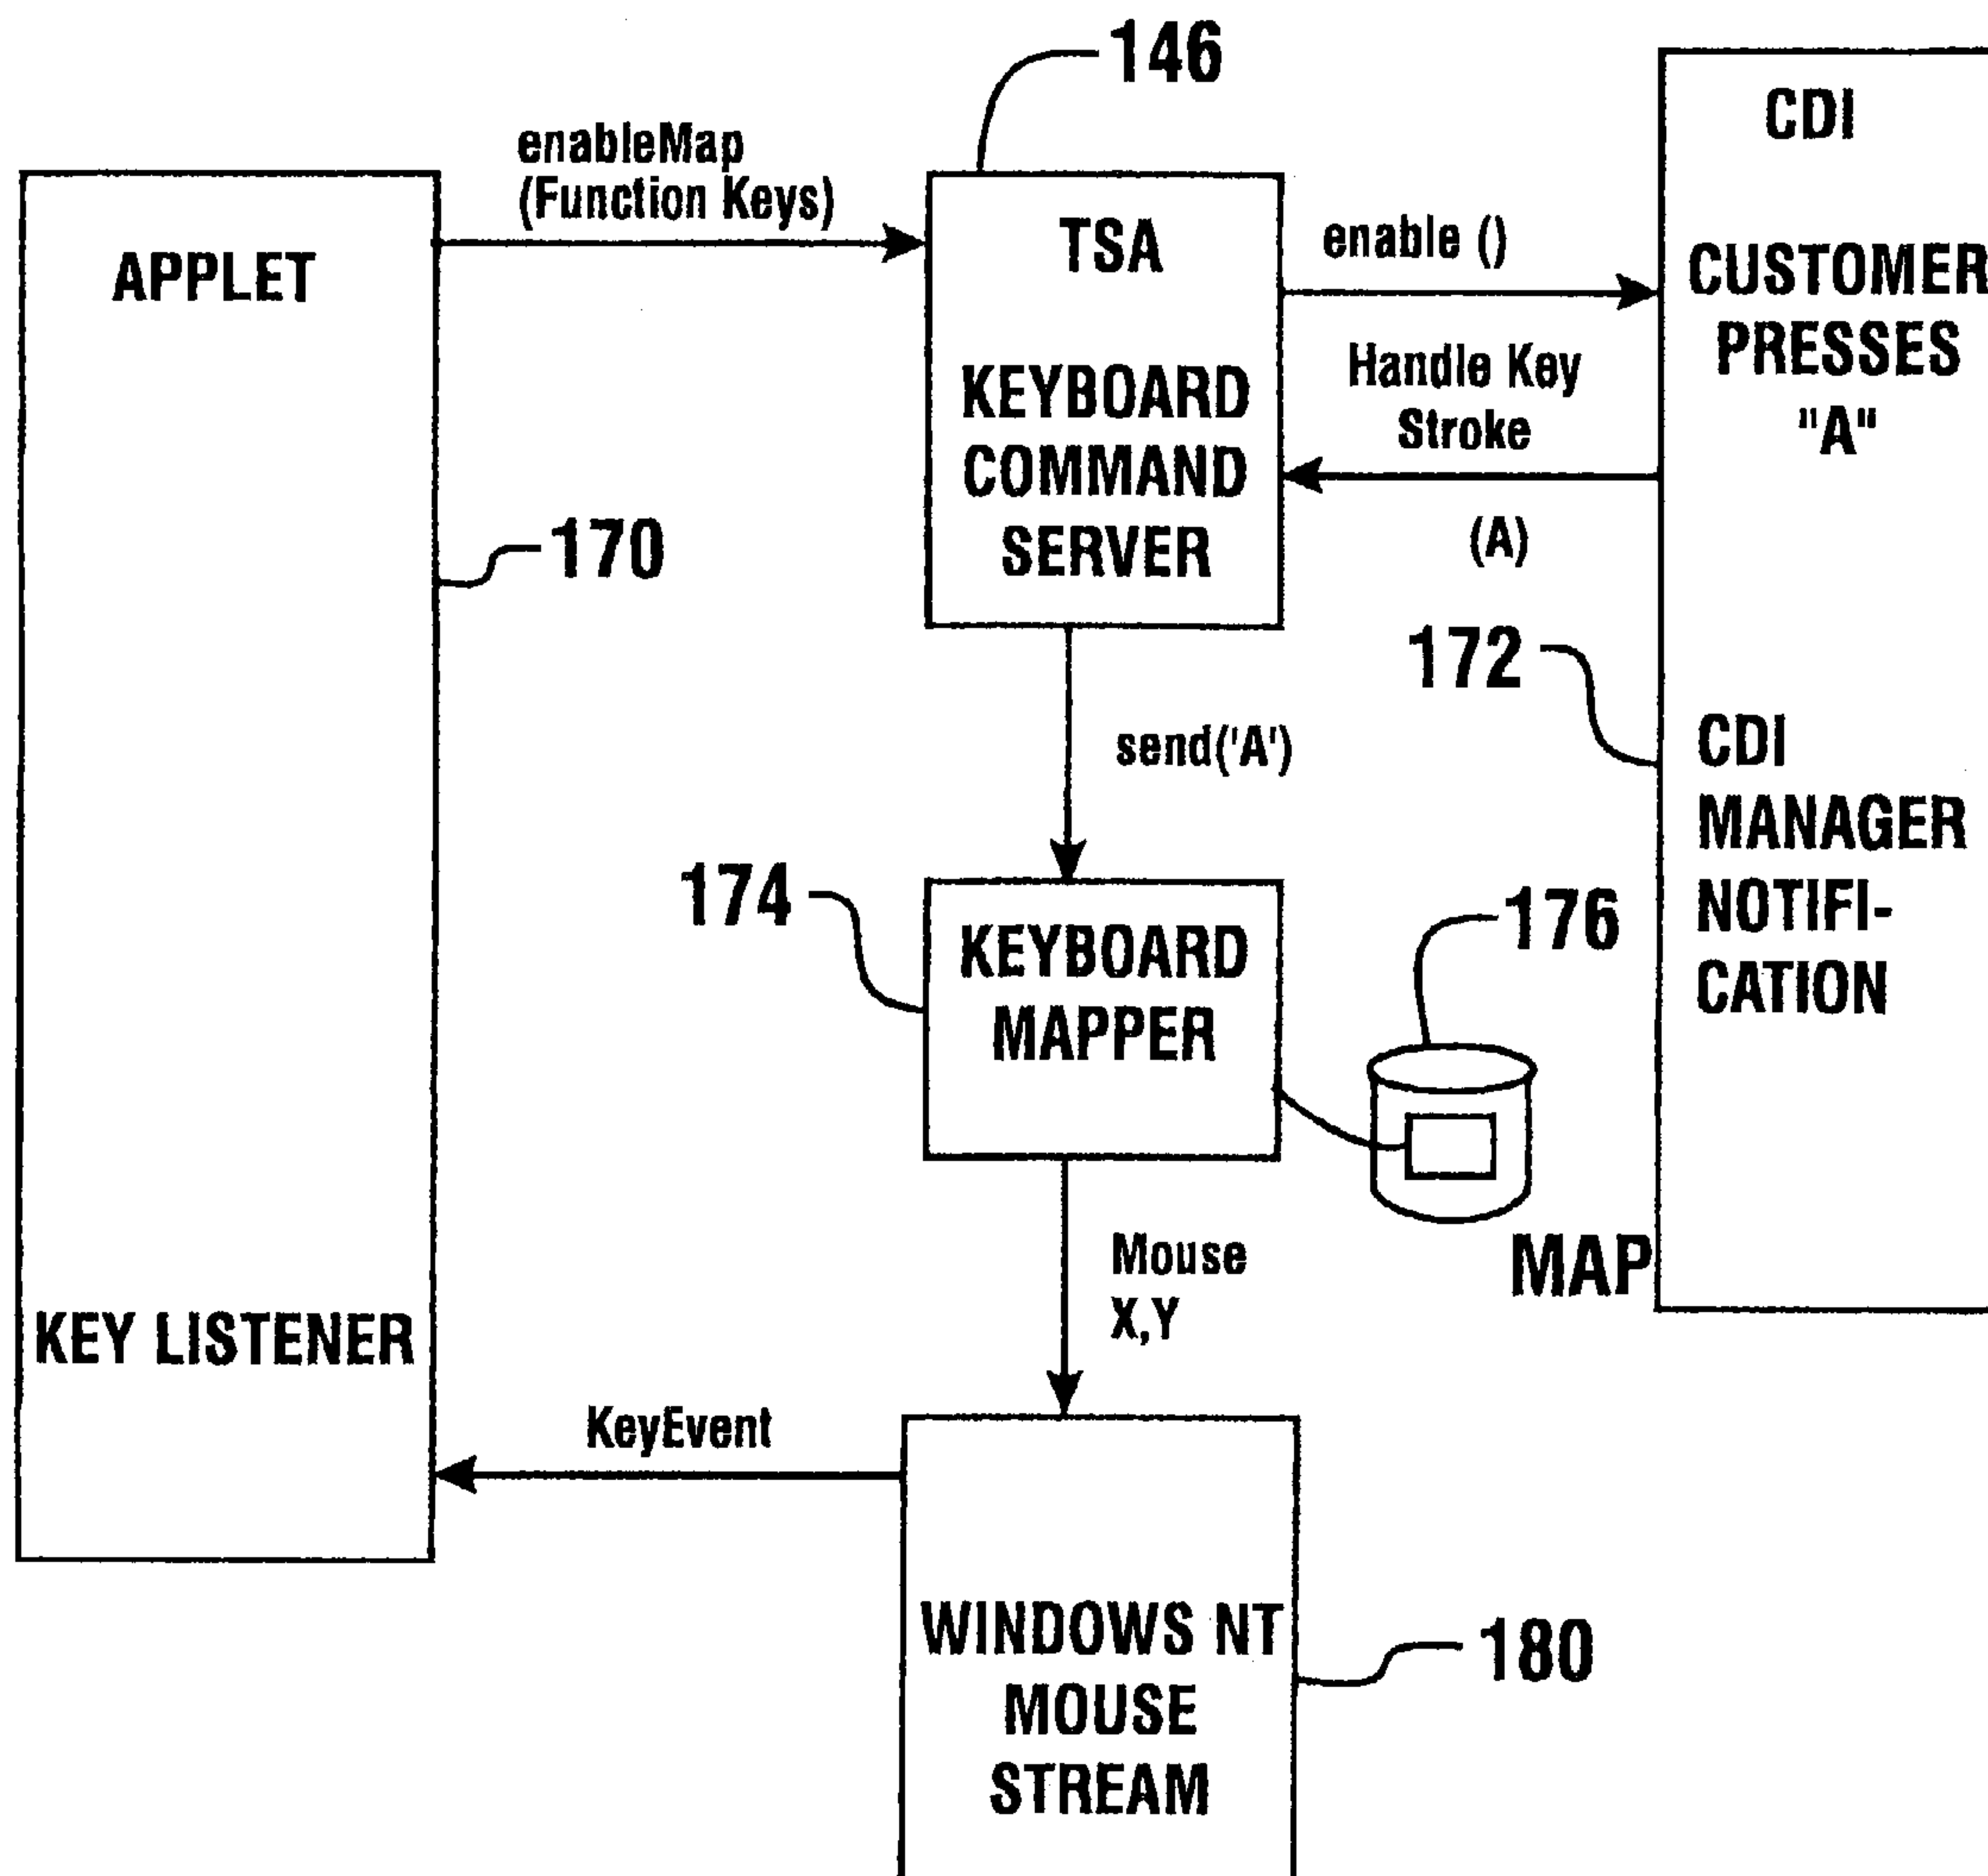 146
CDI
enableMap
(Function Keys)
APPLET
TSA
enable ()
CUSTOMER
PRESSES
"A"
Handle Key
Stroke
KEYBOARD
COMMAND
SERVER
(A)
170
172
send('A')
CDI
MANAGER
NOTIFI-
CATION
174
KEYBOARD
MAPPER
176
Mouse
X,Y
MAP
KEY LISTENER
KeyEvent
WINDOWS NT
MOUSE
STREAM
180